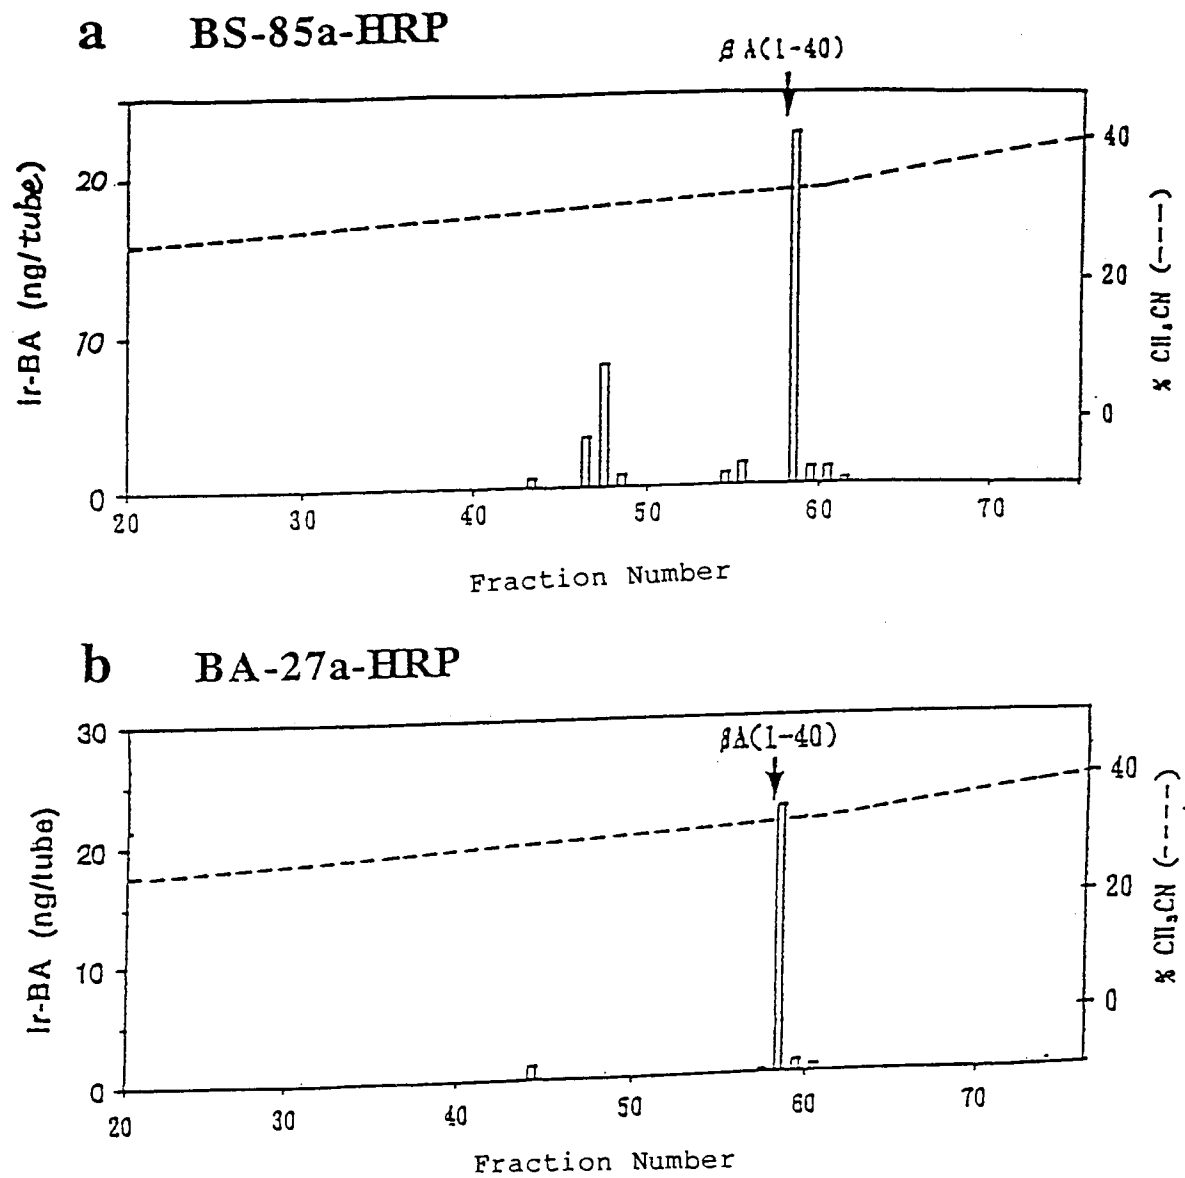 a BS-85a-HRP
βA(1-40)
Ir-BA (ng/tube)
20
10
0
40
20
0
% CH₃CN (---)
20 30 40 50 60 70
Fraction Number
b BA-27a-HRP
βA(1-40)
Ir-BA (ng/tube)
30
20
10
0
40
20
0
% CH₃CN (----)
20 30 40 50 60 70
Fraction Number